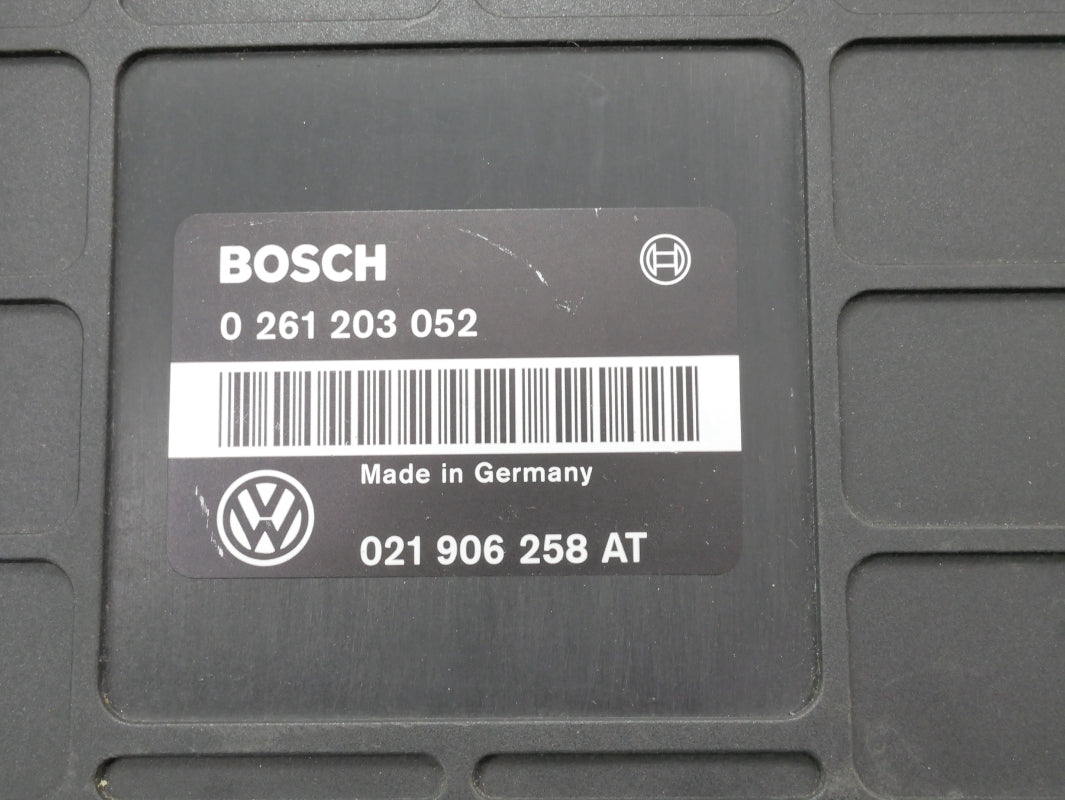 BOSCH
0 261 203 052
Made in Germany
021 906 258 AT